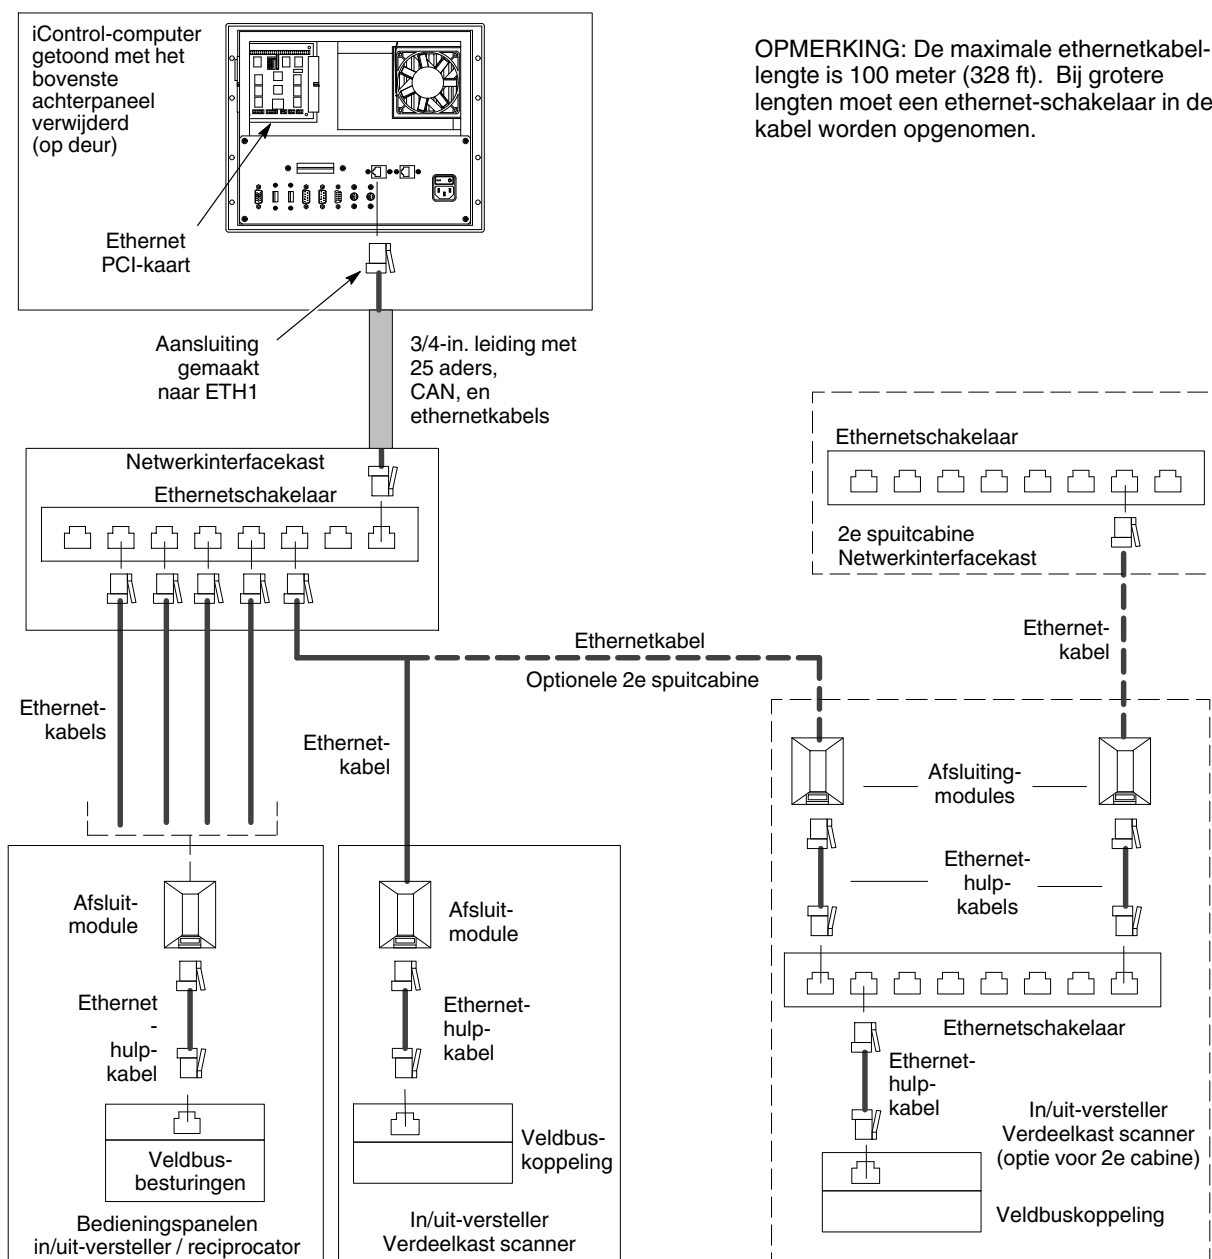 iControl-computer
getoond met het
bovenste
achterpaneel
verwijderd
(op deur)
OPMERKING: De maximale ethernetkabel-
lengte is 100 meter (328 ft). Bij grotere
lengten moet een ethernet-schakelaar in de
kabel worden opgenomen.
Ethernet
PCI-kaart
Aansluiting
gemaakt
naar ETH1
3/4-in. leiding met
25 aders,
CAN, en
ethernetkabels
Netwerkinterfacekast
Ethernetschakelaar
Ethernetschakelaar
2e spuitcabine
Netwerkinterfacekast
Ethernetkabel
Optionele 2e spuitcabine
Ethernet-
kabel
Ethernet-
kabels
Ethernet-
kabel
Afsluiting-
modules
Ethernet-
hulp-
kabels
Afsluit-
module
Afsluit-
module
Ethernet
-
hulp-
kabel
Ethernet-
hulp-
kabel
Ethernetschakelaar
Ethernet-
hulp-
kabel
Veldbus-
besturingen
Veldbus-
koppeling
In/uit-versteller
Verdeelkast scanner
(optie voor 2e cabine)
Veldbuskoppeling
Bedieningspanelen
in/uit-versteller / reciprocator
In/uit-versteller
Verdeelkast scanner